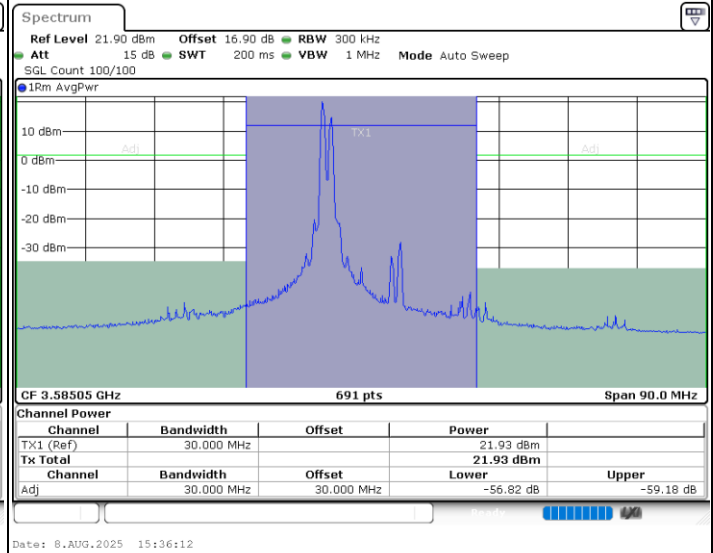 Spectrum
Ref Level 21.90 dBm Offset 16.90 dB RBW 300 kHz
Att 15 dB SWT 200 ms VBW 1 MHz Mode Auto Sweep
SGL Count 100/100
1Rm AvgPwr
10 dBm
TX1
Adj
Adj
0 dBm
-10 dBm
-20 dBm
-30 dBm
CF 3.58505 GHz 691 pts Span 90.0 MHz
Channel Power
Channel Bandwidth Offset Power
TX1 (Ref) 30.000 MHz 21.93 dBm
Tx Total 21.93 dBm
Channel Bandwidth Offset Lower Upper
Adj 30.000 MHz 30.000 MHz -56.82 dB -59.18 dB
Ready
Date: 8.AUG.2025 15:36:12